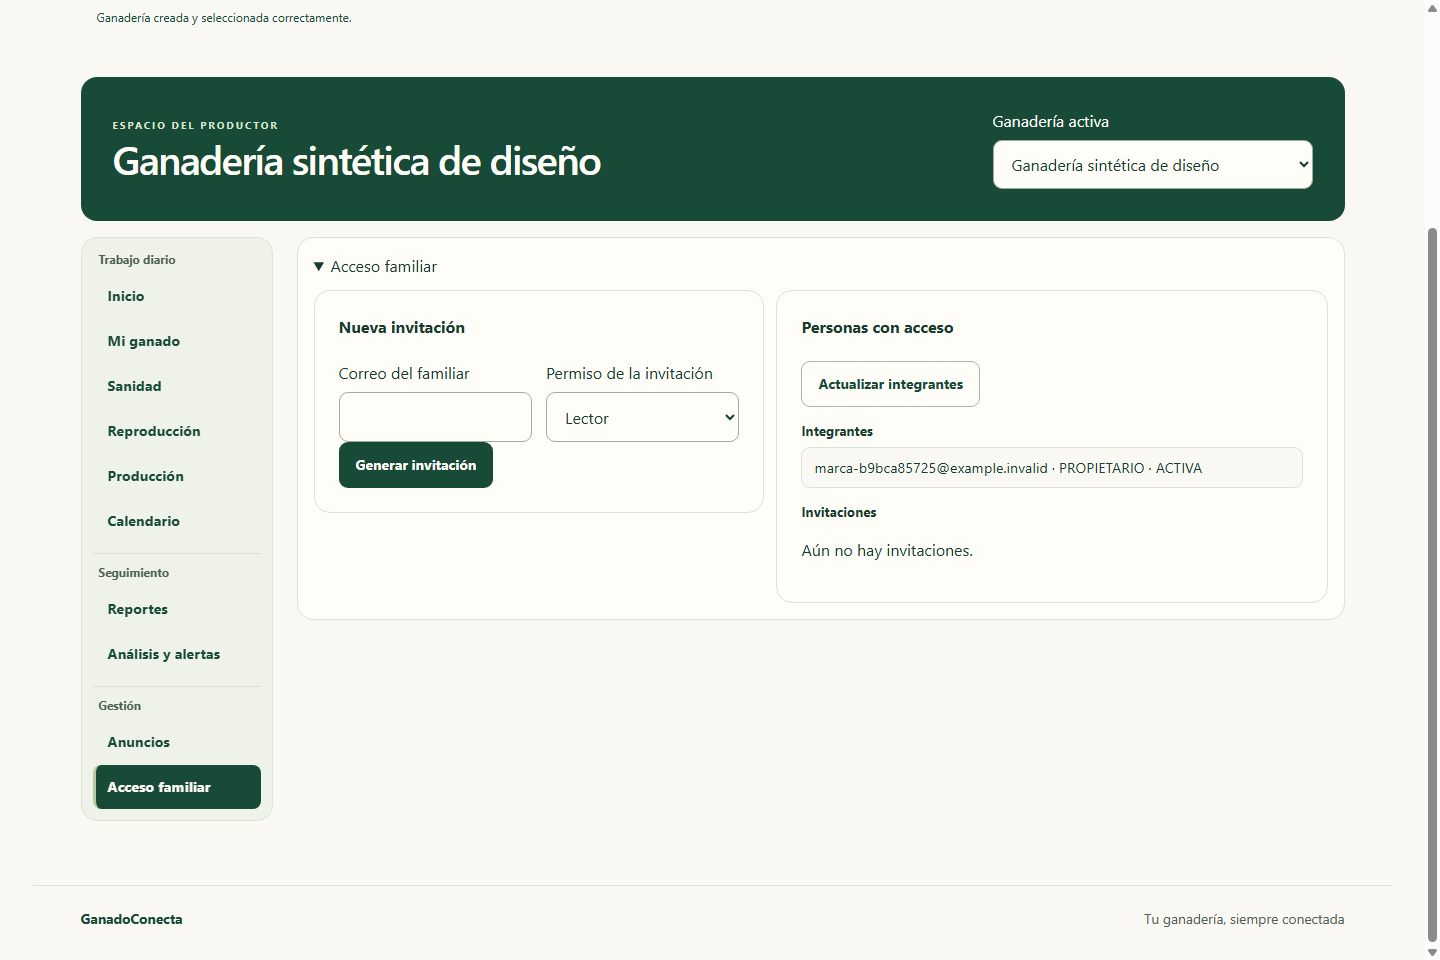 Ganadería creada y seleccionada correctamente.
ESPACIO DEL PRODUCTOR
Ganadería sintética de diseño
Ganadería activa
Ganadería sintética de diseño
Trabajo diario
Inicio
Mi ganado
Sanidad
Reproducción
Producción
Calendario
Seguimiento
Reportes
Análisis y alertas
Gestión
Anuncios
Acceso familiar
Acceso familiar
Nueva invitación
Correo del familiar
Permiso de la invitación
Lector
Generar invitación
Personas con acceso
Actualizar integrantes
Integrantes
marca-b9bca85725@example.invalid · PROPIETARIO · ACTIVA
Invitaciones
Aún no hay invitaciones.
GanadoConecta
Tu ganadería, siempre conectada